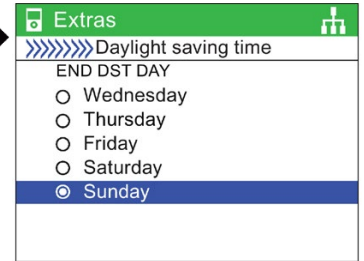 Extras
Daylight saving time
END DST DAY
Wednesday
Thursday
Friday
Saturday
Sunday